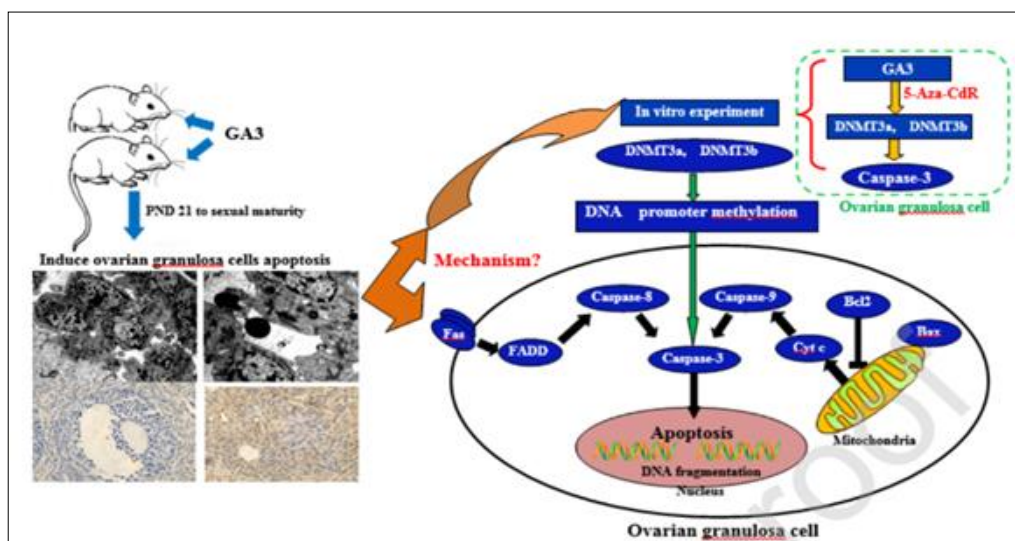 GA3
PND 21 to sexual maturity
Induce ovarian granulosa cells apoptosis
Mechanism?
In vitro experiment
DNMT3a, DNMT3b
DNA promoter methylation
GA3
5-Aza-CdR
DNMT3a, DNMT3b
Caspase-3
Ovarian granulosa cell
Fas
FADD
Caspase-8
Caspase-9
Caspase-3
Bcl2
Bax
Cyt c
Mitochondria
Apoptosis
DNA fragmentation
Nucleus
Ovarian granulosa cell